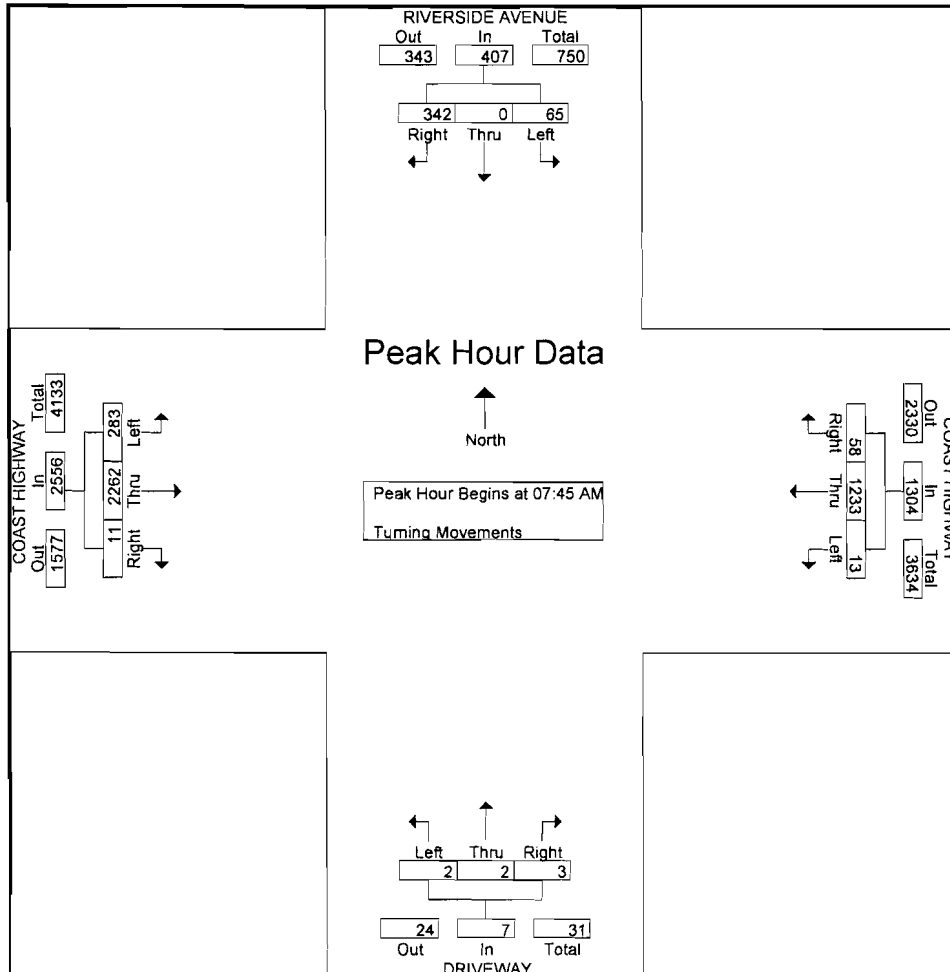 RIVERSIDE AVENUE
Out In Total
343 407 750
342 0 65
Right Thru Left
Peak Hour Data
North
Peak Hour Begins at 07:45 AM
Turning Movements
COAST HIGHWAY
Total In Out
4133 2556 1577
283 2262 11
Left Thru Right
Right Thru Left
58 1233 13
Out In Total
2330 1304 3634
COAST HIGHWAY
Left Thru Right
2 2 3
24 7 31
Out In Total
DRIVEWAY